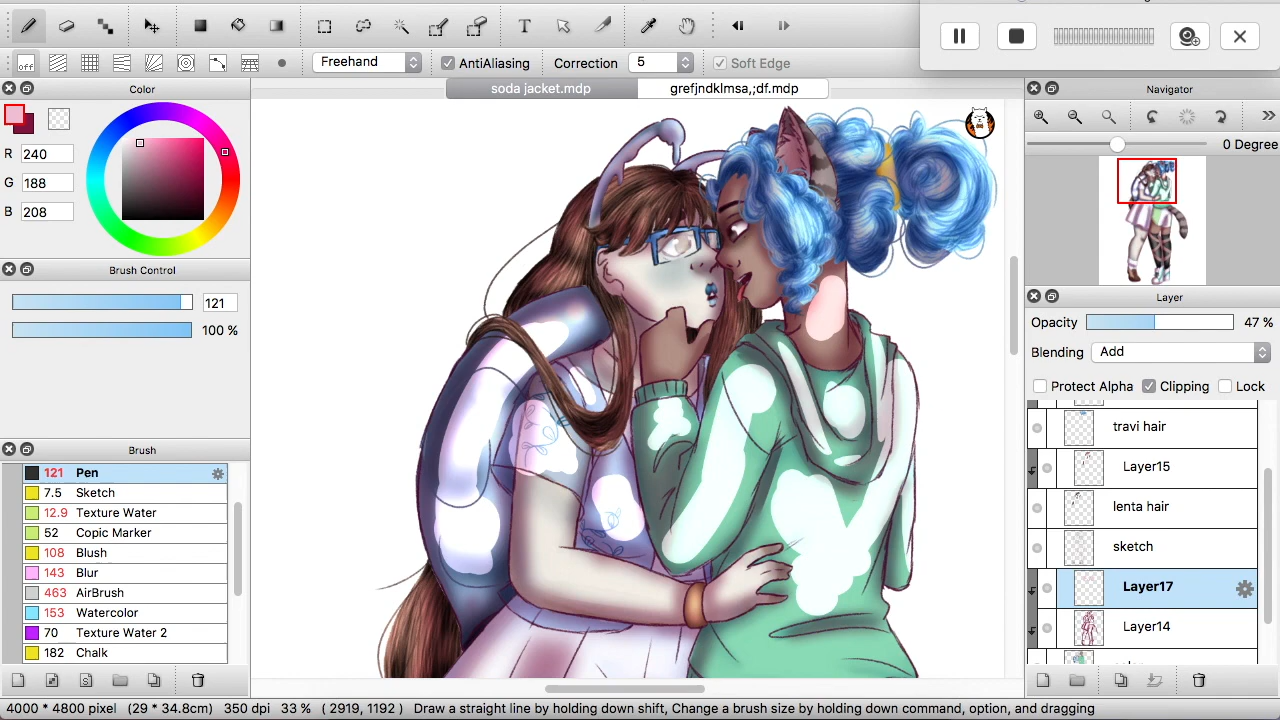 off
Freehand
AntiAliasing
Correction
5
Soft Edge
Color
soda jacket.mdp
grefjndklmsa,;df.mdp
Navigator
R
240
G
188
B
208
0 Degree
Brush Control
121
100 %
Layer
Opacity
47 %
Blending
Add
Protect Alpha
Clipping
Lock
travi hair
Layer15
lenta hair
sketch
Layer17
Layer14
Brush
121 Pen
7.5 Sketch
12.9 Texture Water
52 Copic Marker
108 Blush
143 Blur
463 AirBrush
153 Watercolor
70 Texture Water 2
182 Chalk
4000 * 4800 pixel (29 * 34.8cm) 350 dpi 33 % ( 2919, 1192 ) Draw a straight line by holding down shift, Change a brush size by holding down command, option, and dragging